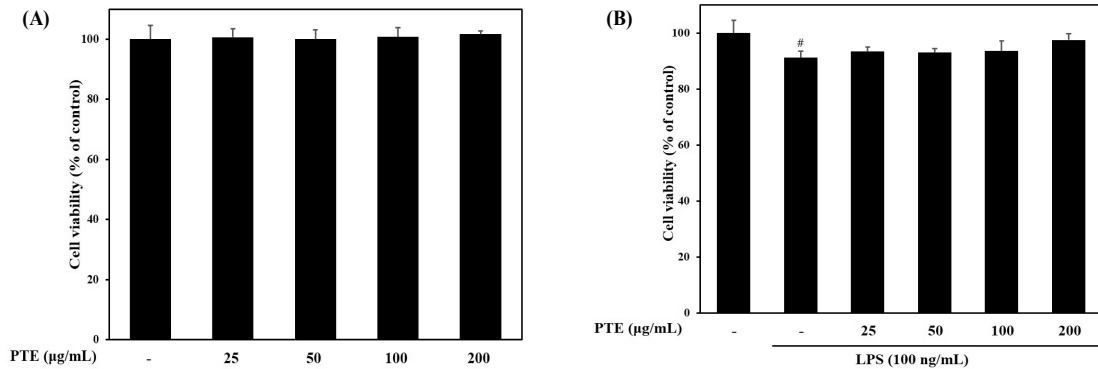 (A)
Cell viability (% of control)
100
80
60
40
20
0
PTE (µg/mL) - 25 50 100 200
(B)
Cell viability (% of control)
100
80
60
40
20
0
#
PTE (µg/mL) - - 25 50 100 200
LPS (100 ng/mL)